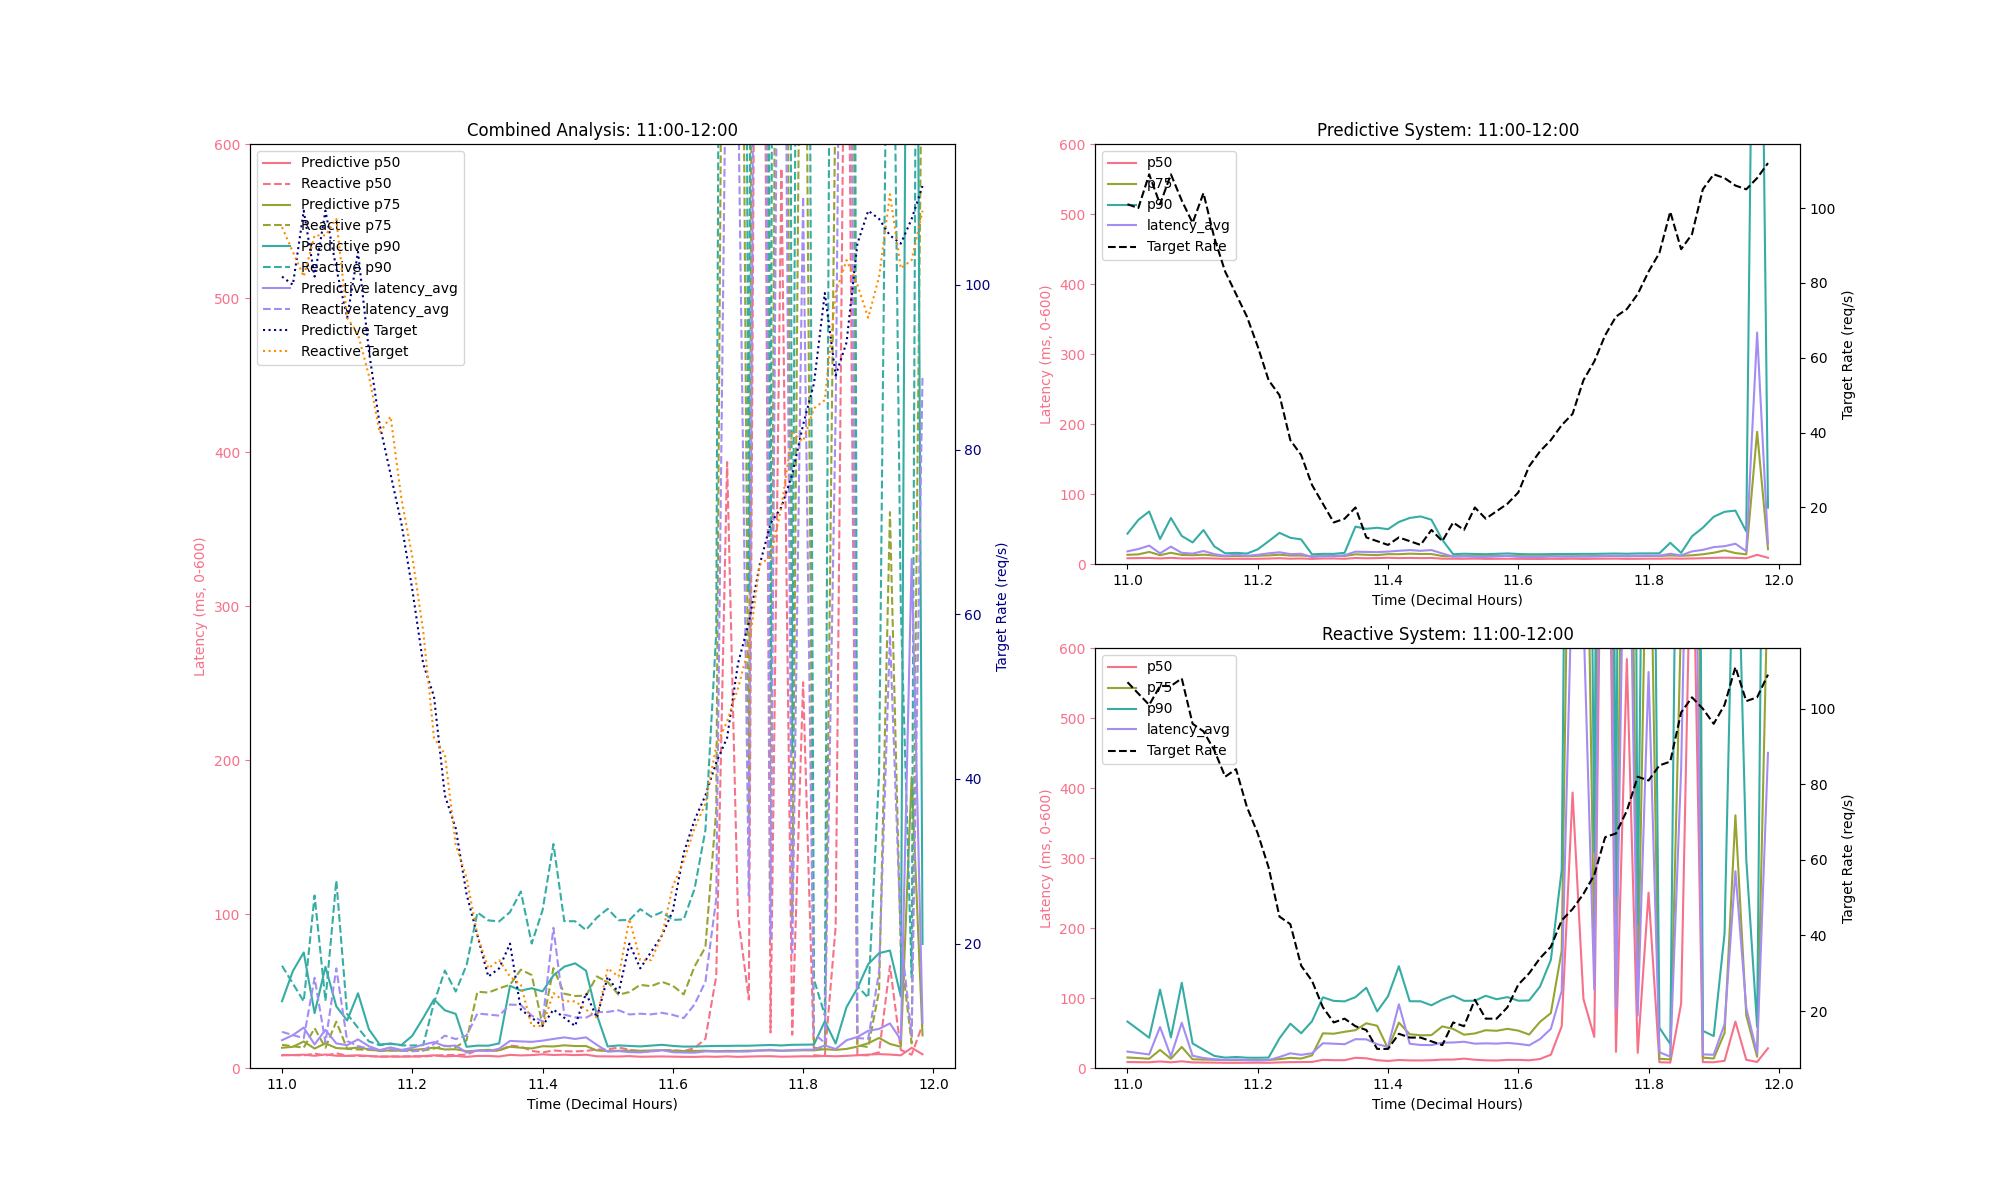 Combined Analysis: 11:00-12:00
600
500
400
300
200
100
0
Latency (ms, 0-600)
Predictive p50
Reactive p50
Predictive p75
Reactive p75
Predictive p90
Reactive p90
Predictive latency_avg
Reactive latency_avg
Predictive Target
Reactive Target
100
80
60
40
20
Target Rate (req/s)
11.0 11.2 11.4 11.6 11.8 12.0
Time (Decimal Hours)
Predictive System: 11:00-12:00
600
500
400
300
200
100
0
Latency (ms, 0-600)
p50
p75
p90
latency_avg
Target Rate
100
80
60
40
20
Target Rate (req/s)
11.0 11.2 11.4 11.6 11.8 12.0
Time (Decimal Hours)
Reactive System: 11:00-12:00
600
500
400
300
200
100
0
Latency (ms, 0-600)
p50
p75
p90
latency_avg
Target Rate
100
80
60
40
20
Target Rate (req/s)
11.0 11.2 11.4 11.6 11.8 12.0
Time (Decimal Hours)